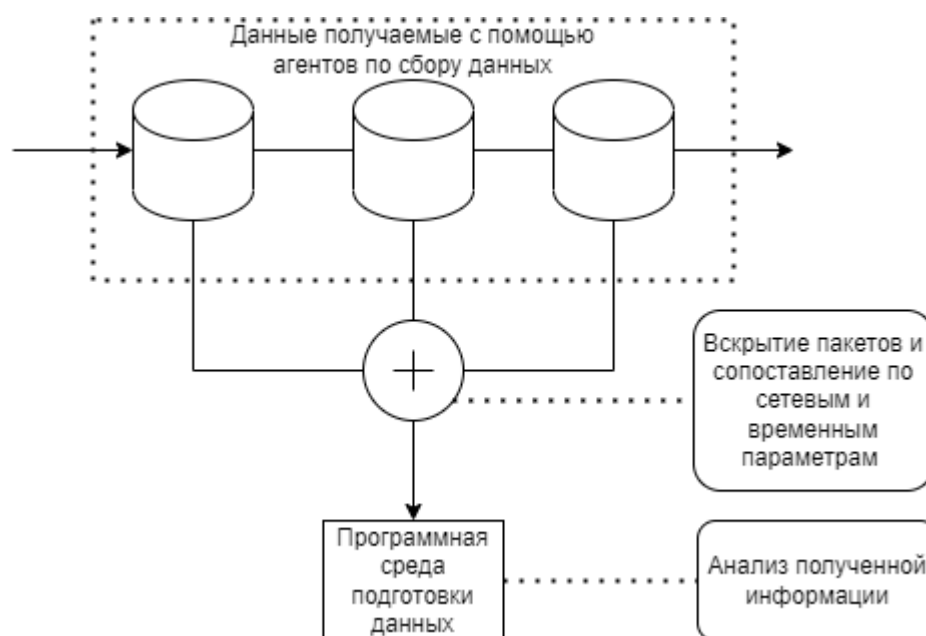 Данные получаемые с помощью
агентов по сбору данных
Вскрытие пакетов и
сопоставление по
сетевым и
временным
параметрам
Программная
среда
подготовки
данных
Анализ полученной
информации